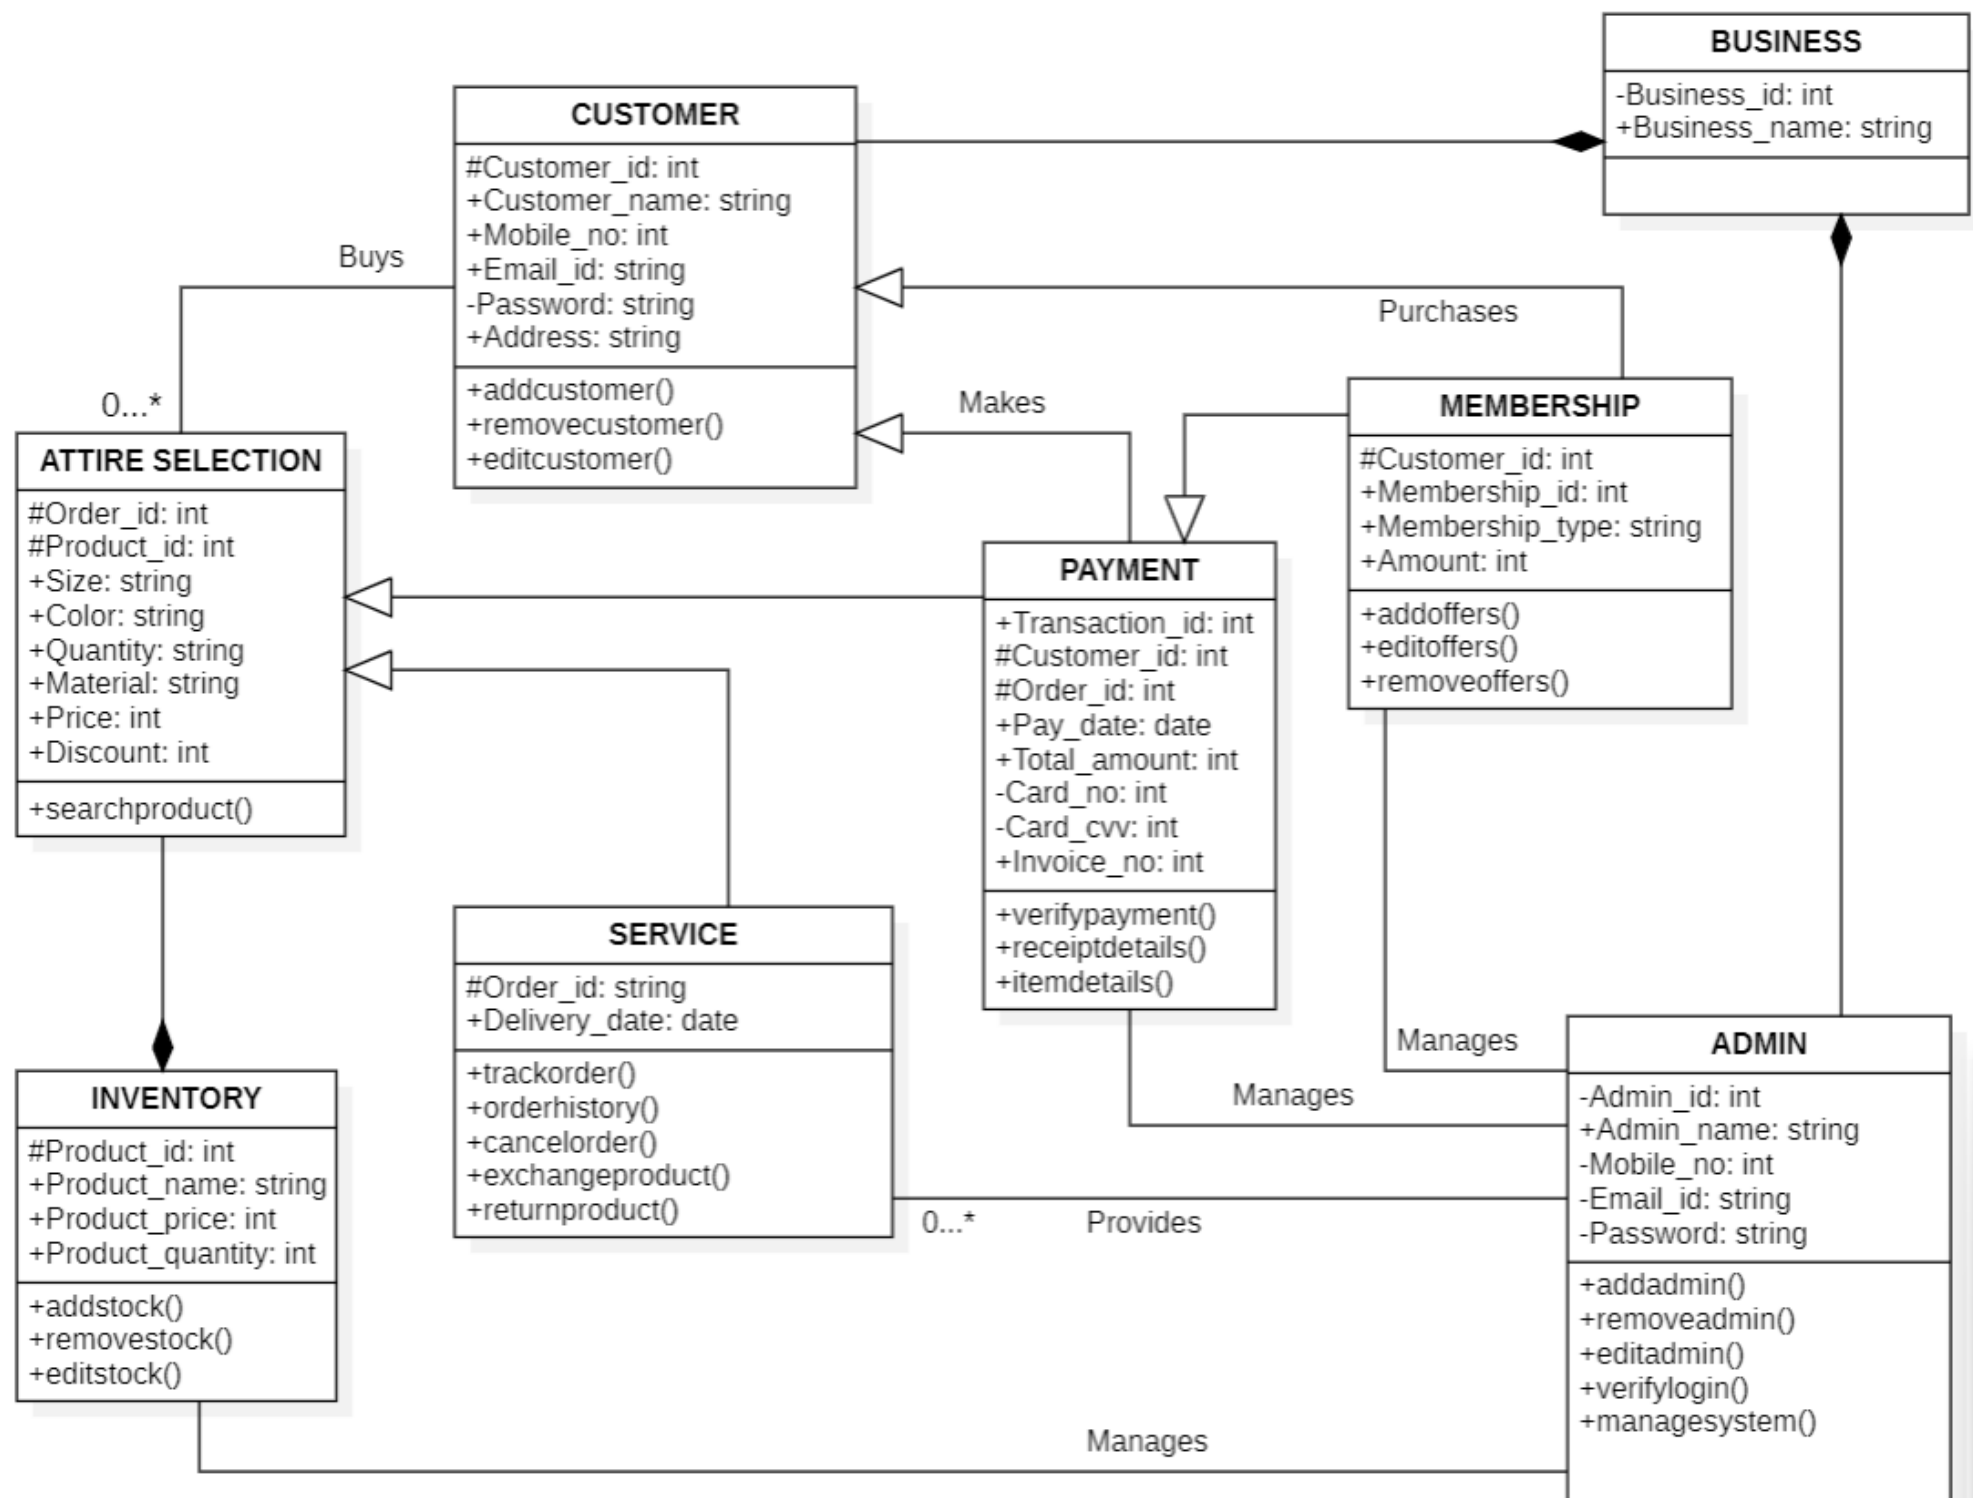 BUSINESS
-Business_id: int
+Business_name: string
CUSTOMER
#Customer_id: int
+Customer_name: string
+Mobile_no: int
+Email_id: string
-Password: string
+Address: string
+addcustomer()
+removecustomer()
+editcustomer()
Buys
0...*
Purchases
Makes
MEMBERSHIP
#Customer_id: int
+Membership_id: int
+Membership_type: string
+Amount: int
+addoffers()
+editoffers()
+removeoffers()
ATTIRE SELECTION
#Order_id: int
#Product_id: int
+Size: string
+Color: string
+Quantity: string
+Material: string
+Price: int
+Discount: int
+searchproduct()
PAYMENT
+Transaction_id: int
#Customer_id: int
#Order_id: int
+Pay_date: date
+Total_amount: int
-Card_no: int
-Card_cvv: int
+Invoice_no: int
+verifypayment()
+receiptdetails()
+itemdetails()
SERVICE
#Order_id: string
+Delivery_date: date
+trackorder()
+orderhistory()
+cancelorder()
+exchangeproduct()
+returnproduct()
Manages
Manages
0...*
Provides
ADMIN
-Admin_id: int
+Admin_name: string
-Mobile_no: int
-Email_id: string
-Password: string
+addadmin()
+removeadmin()
+editadmin()
+verifylogin()
+managesystem()
INVENTORY
#Product_id: int
+Product_name: string
+Product_price: int
+Product_quantity: int
+addstock()
+removestock()
+editstock()
Manages